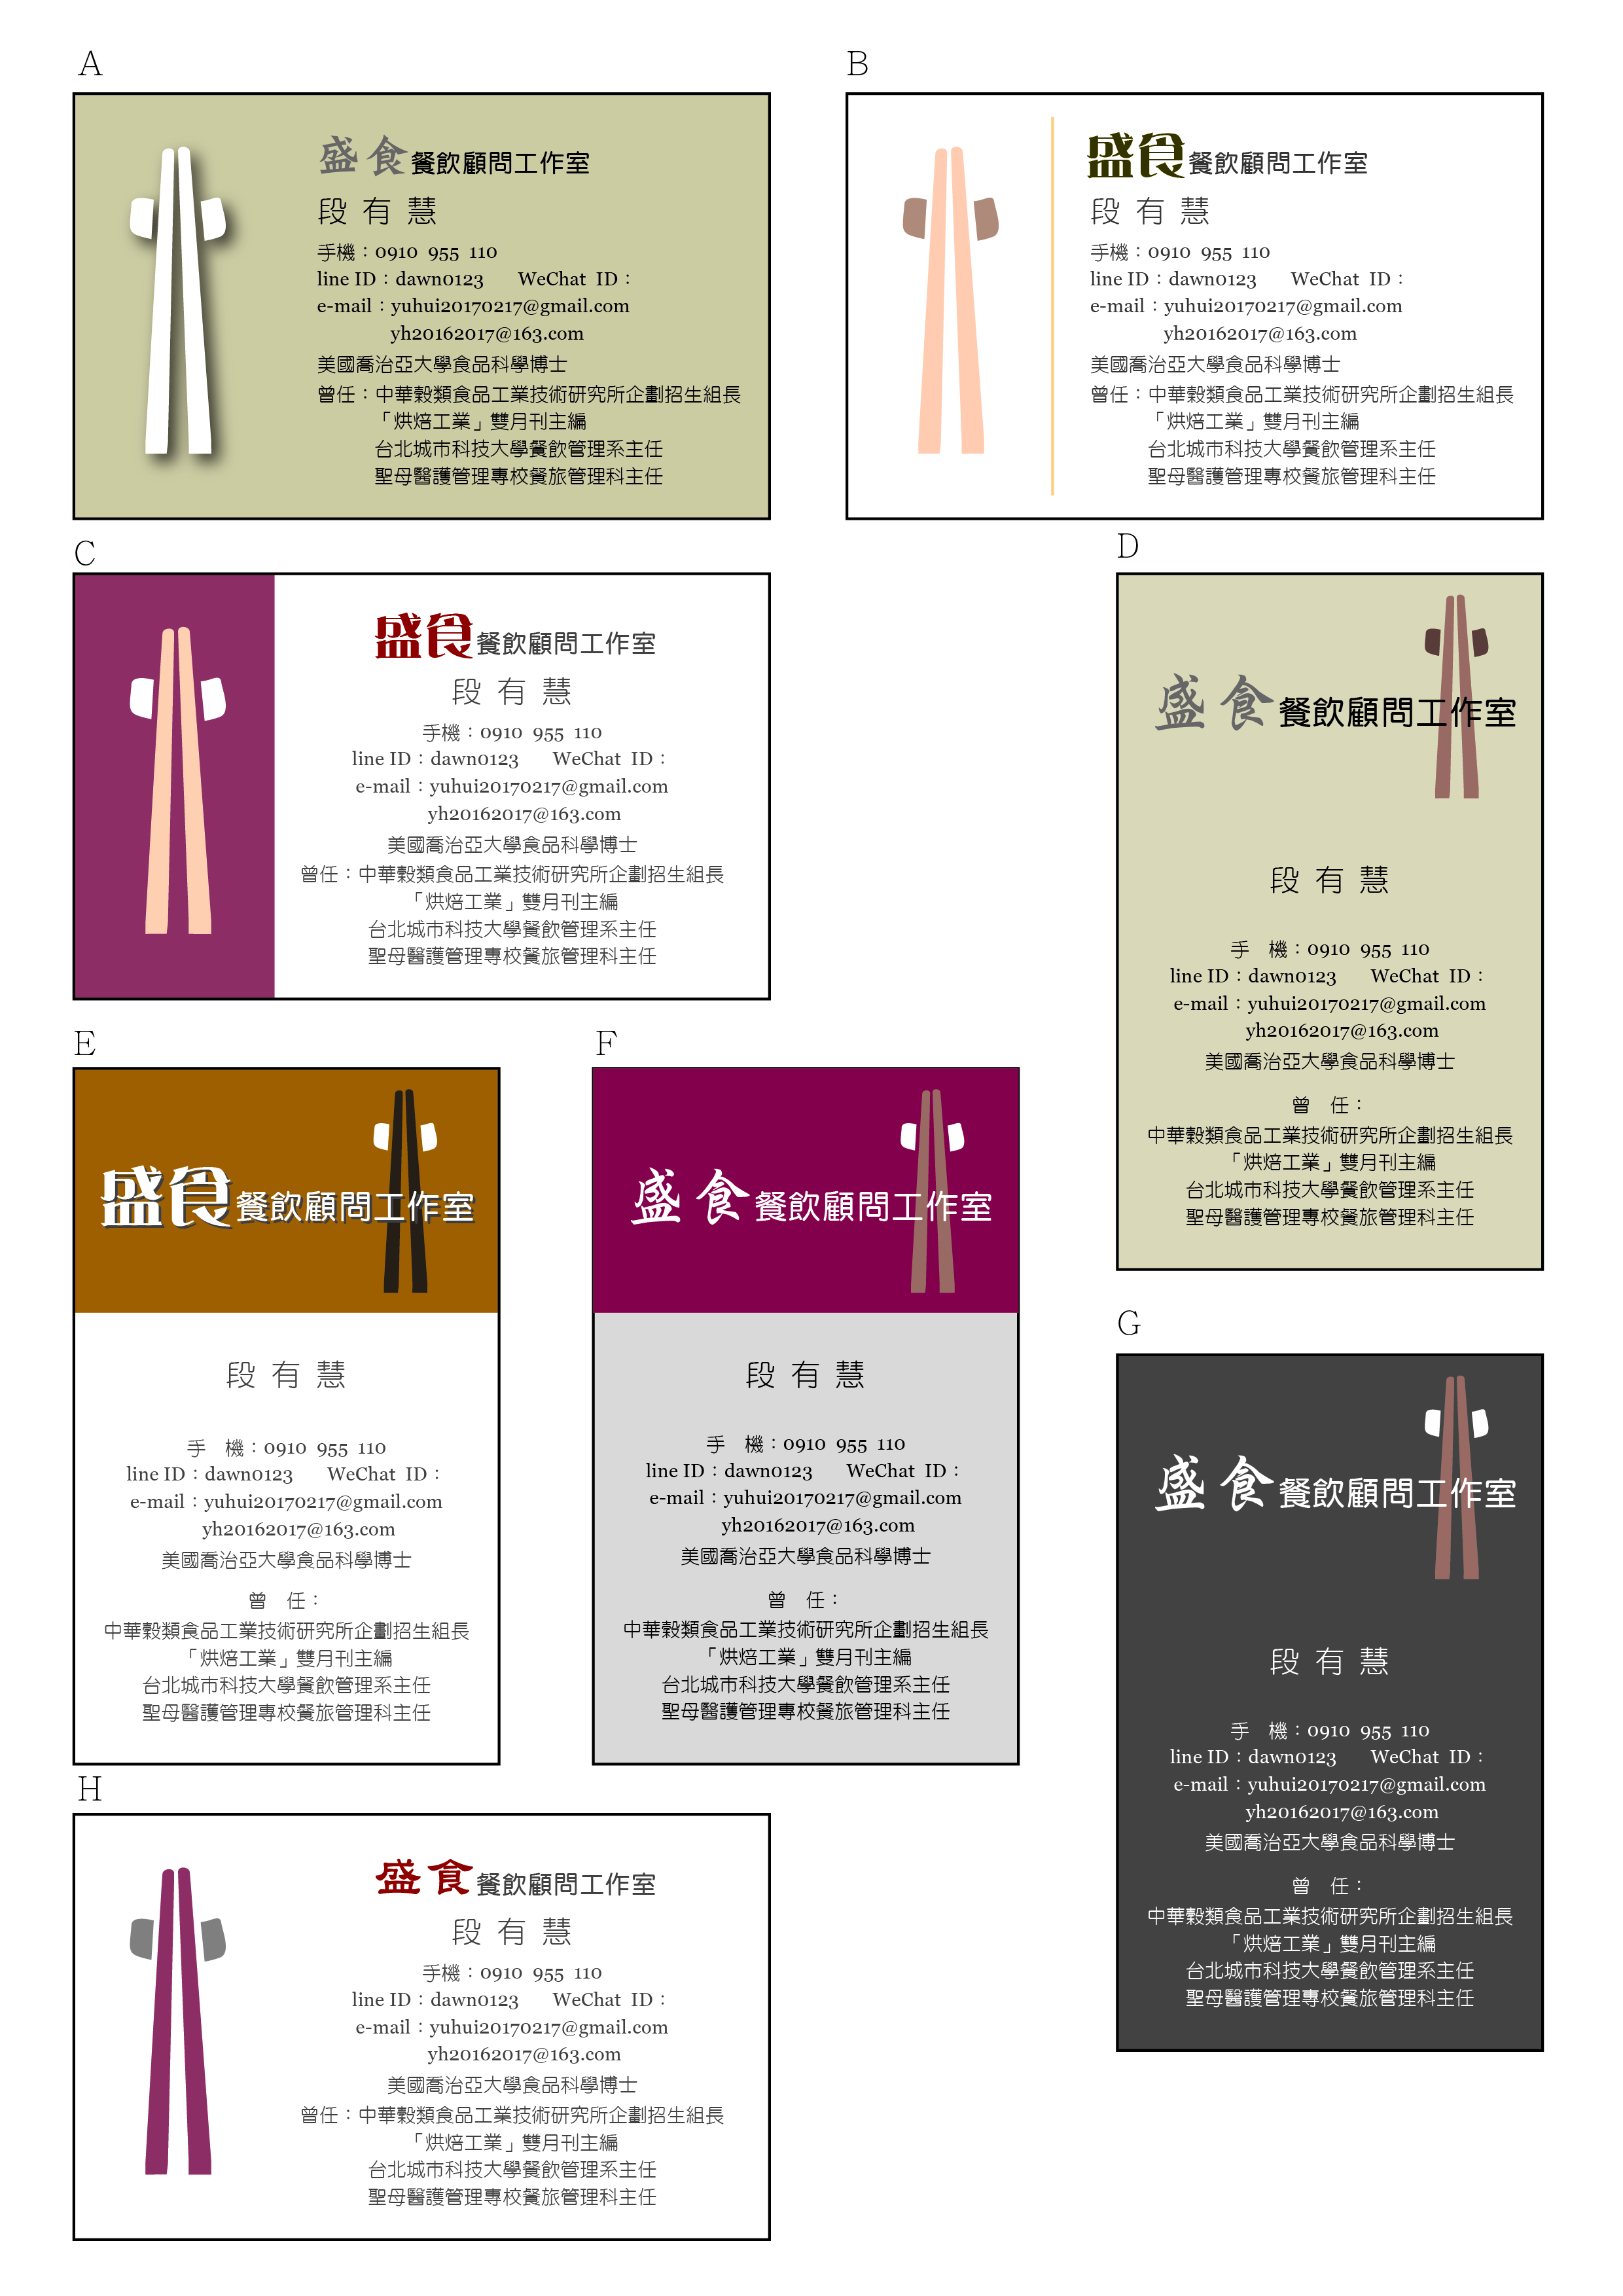 A
盛食餐飲顧問工作室
段有慧
手機：0910 955 110
line ID：dawn0123 WeChat ID：
e-mail：yuhui20170217@gmail.com
yh20162017@163.com
美國喬治亞大學食品科學博士
曾任：中華穀類食品工業技術研究所企劃招生組長
「烘焙工業」雙月刊主編
台北城市科技大學餐飲管理系主任
聖母醫護管理專校餐旅管理科主任
B
盛食餐飲顧問工作室
段有慧
手機：0910 955 110
line ID：dawn0123 WeChat ID：
e-mail：yuhui20170217@gmail.com
yh20162017@163.com
美國喬治亞大學食品科學博士
曾任：中華穀類食品工業技術研究所企劃招生組長
「烘焙工業」雙月刊主編
台北城市科技大學餐飲管理系主任
聖母醫護管理專校餐旅管理科主任
C
盛食餐飲顧問工作室
段有慧
手機：0910 955 110
line ID：dawn0123 WeChat ID：
e-mail：yuhui20170217@gmail.com
yh20162017@163.com
美國喬治亞大學食品科學博士
曾任：中華穀類食品工業技術研究所企劃招生組長
「烘焙工業」雙月刊主編
台北城市科技大學餐飲管理系主任
聖母醫護管理專校餐旅管理科主任
D
盛食餐飲顧問工作室
段有慧
手 機：0910 955 110
line ID：dawn0123 WeChat ID：
e-mail：yuhui20170217@gmail.com
yh20162017@163.com
美國喬治亞大學食品科學博士
曾 任：
中華穀類食品工業技術研究所企劃招生組長
「烘焙工業」雙月刊主編
台北城市科技大學餐飲管理系主任
聖母醫護管理專校餐旅管理科主任
E
盛食餐飲顧問工作室
段有慧
手 機：0910 955 110
line ID：dawn0123 WeChat ID：
e-mail：yuhui20170217@gmail.com
yh20162017@163.com
美國喬治亞大學食品科學博士
曾 任：
中華穀類食品工業技術研究所企劃招生組長
「烘焙工業」雙月刊主編
台北城市科技大學餐飲管理系主任
聖母醫護管理專校餐旅管理科主任
F
盛食餐飲顧問工作室
段有慧
手 機：0910 955 110
line ID：dawn0123 WeChat ID：
e-mail：yuhui20170217@gmail.com
yh20162017@163.com
美國喬治亞大學食品科學博士
曾 任：
中華穀類食品工業技術研究所企劃招生組長
「烘焙工業」雙月刊主編
台北城市科技大學餐飲管理系主任
聖母醫護管理專校餐旅管理科主任
G
盛食餐飲顧問工作室
段有慧
手 機：0910 955 110
line ID：dawn0123 WeChat ID：
e-mail：yuhui20170217@gmail.com
yh20162017@163.com
美國喬治亞大學食品科學博士
曾 任：
中華穀類食品工業技術研究所企劃招生組長
「烘焙工業」雙月刊主編
台北城市科技大學餐飲管理系主任
聖母醫護管理專校餐旅管理科主任
H
盛食餐飲顧問工作室
段有慧
手機：0910 955 110
line ID：dawn0123 WeChat ID：
e-mail：yuhui20170217@gmail.com
yh20162017@163.com
美國喬治亞大學食品科學博士
曾任：中華穀類食品工業技術研究所企劃招生組長
「烘焙工業」雙月刊主編
台北城市科技大學餐飲管理系主任
聖母醫護管理專校餐旅管理科主任